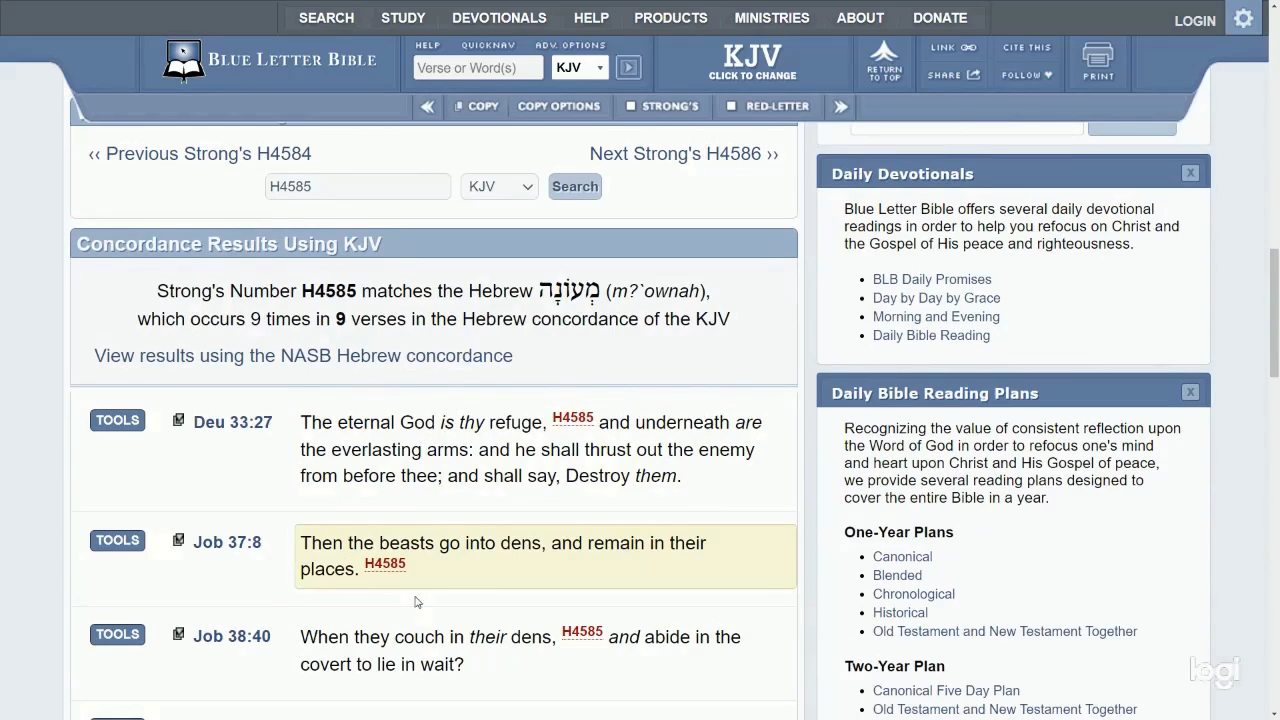 SEARCH STUDY DEVOTIONALS HELP PRODUCTS MINISTRIES ABOUT DONATE
LOGIN
BLUE LETTER BIBLE
HELP QUICKNAV ADV. OPTIONS
Verse or Word(s) KJV
KJV
CLICK TO CHANGE
RETURN
TO TOP
LINK CITE THIS
SHARE FOLLOW
PRINT
COPY COPY OPTIONS STRONG'S RED-LETTER
‹‹ Previous Strong's H4584
Next Strong's H4586 ››
H4585 KJV Search
Concordance Results Using KJV
Strong's Number H4585 matches the Hebrew מְעוֹנָה (m?`ownah),
which occurs 9 times in 9 verses in the Hebrew concordance of the KJV
View results using the NASB Hebrew concordance
TOOLS Deu 33:27 The eternal God is thy refuge, H4585 and underneath are
the everlasting arms: and he shall thrust out the enemy
from before thee; and shall say, Destroy them.
TOOLS Job 37:8 Then the beasts go into dens, and remain in their
places. H4585
TOOLS Job 38:40 When they couch in their dens, H4585 and abide in the
covert to lie in wait?
Daily Devotionals X
Blue Letter Bible offers several daily devotional
readings in order to help you refocus on Christ and
the Gospel of His peace and righteousness.
BLB Daily Promises
Day by Day by Grace
Morning and Evening
Daily Bible Reading
Daily Bible Reading Plans X
Recognizing the value of consistent reflection upon
the Word of God in order to refocus one's mind
and heart upon Christ and His Gospel of peace,
we provide several reading plans designed to
cover the entire Bible in a year.
One-Year Plans
Canonical
Blended
Chronological
Historical
Old Testament and New Testament Together
Two-Year Plan
Canonical Five Day Plan
Old Testament and New Testament Together
logi